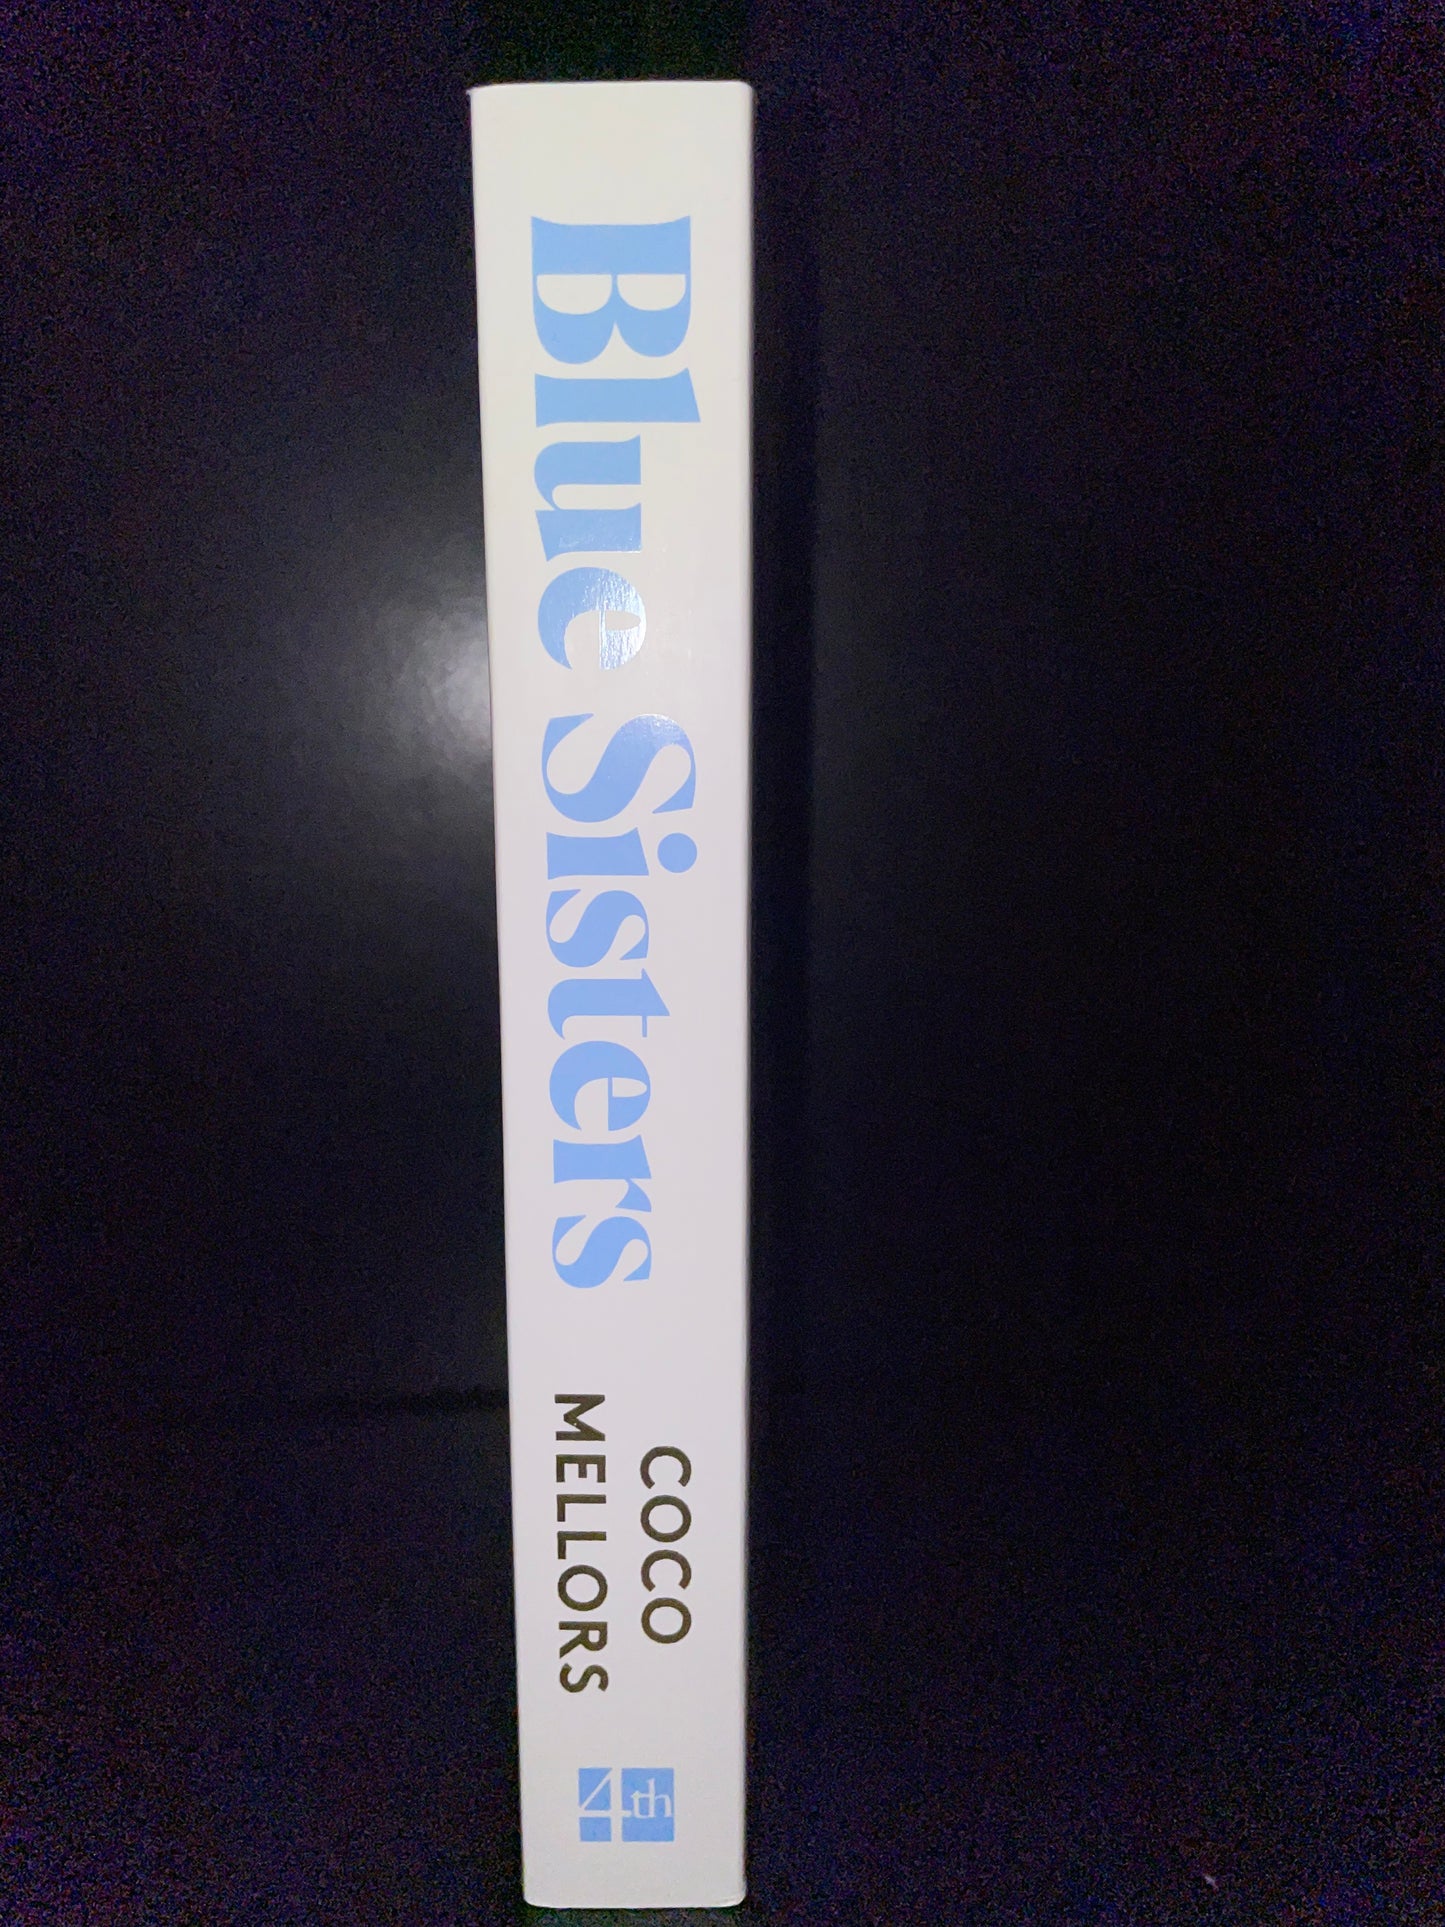 Blue Sisters
COCO
MELLORS
4th